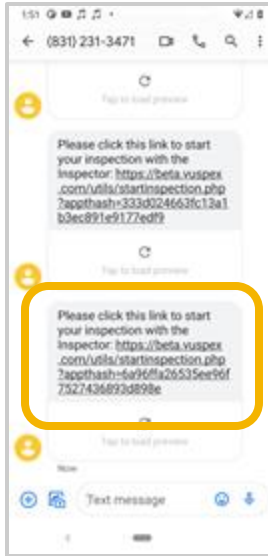 1:51
(831) 231-3471
Tap to load preview
Please click this link to start
your inspection with the
Inspector: https://beta.vuspex
.com/utils/startinspection.php
?appthash=333d024663fc13a1
b3ec891e9177edf9
Tap to load preview
Please click this link to start
your inspection with the
Inspector: https://beta.vuspex
.com/utils/startinspection.php
?appthash=6a96ffa26535ee96f
7527436893d898e
Tap to load preview
Now
Text message